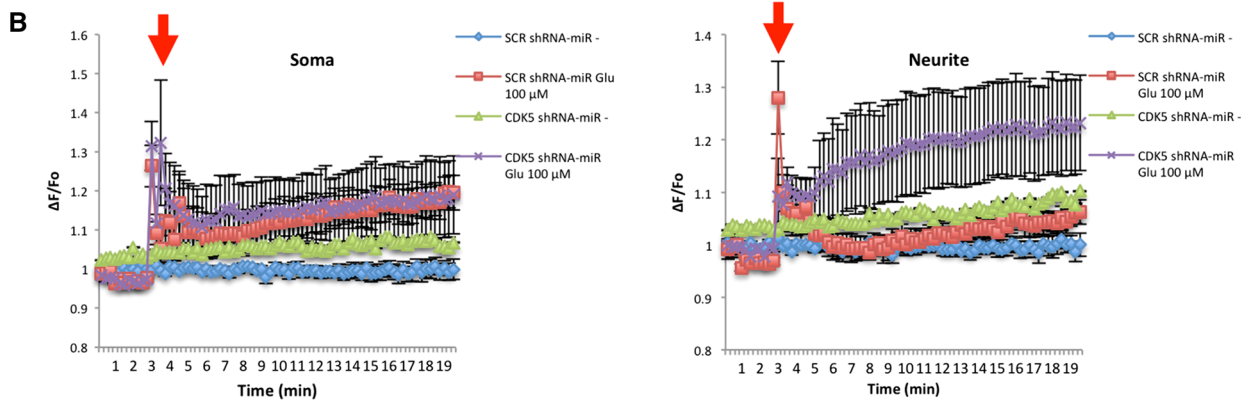 B
Soma
ΔF/Fo
1.6
1.5
1.4
1.3
1.2
1.1
1
0.9
0.8
1 2 3 4 5 6 7 8 9 10 11 12 13 14 15 16 17 18 19
Time (min)
SCR shRNA-miR -
SCR shRNA-miR Glu
100 µM
CDK5 shRNA-miR -
CDK5 shRNA-miR
Glu 100 µM
Neurite
ΔF/Fo
1.4
1.3
1.2
1.1
1
0.9
0.8
1 2 3 4 5 6 7 8 9 10 11 12 13 14 15 16 17 18 19
Time (min)
SCR shRNA-miR -
SCR shRNA-miR
Glu 100 µM
CDK5 shRNA-miR -
CDK5 shRNA-miR
Glu 100 µM